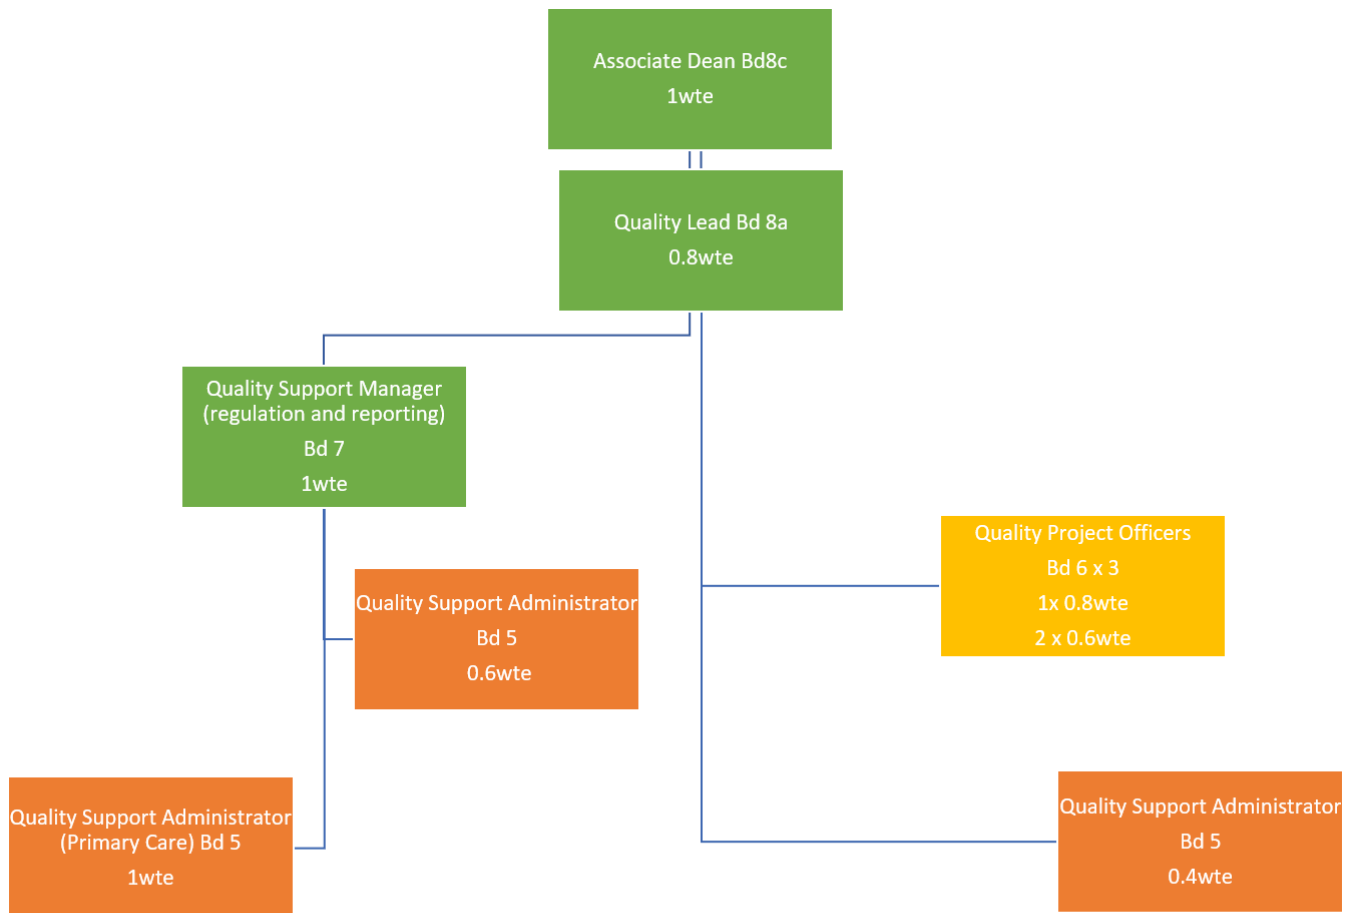 Associate Dean Bd8c
1wte
Quality Lead Bd 8a
0.8wte
Quality Support Manager
(regulation and reporting)
Bd 7
1wte
Quality Project Officers
Bd 6 x 3
1x 0.8wte
2 x 0.6wte
Quality Support Administrator
Bd 5
0.6wte
Quality Support Administrator
(Primary Care) Bd 5
1wte
Quality Support Administrator
Bd 5
0.4wte